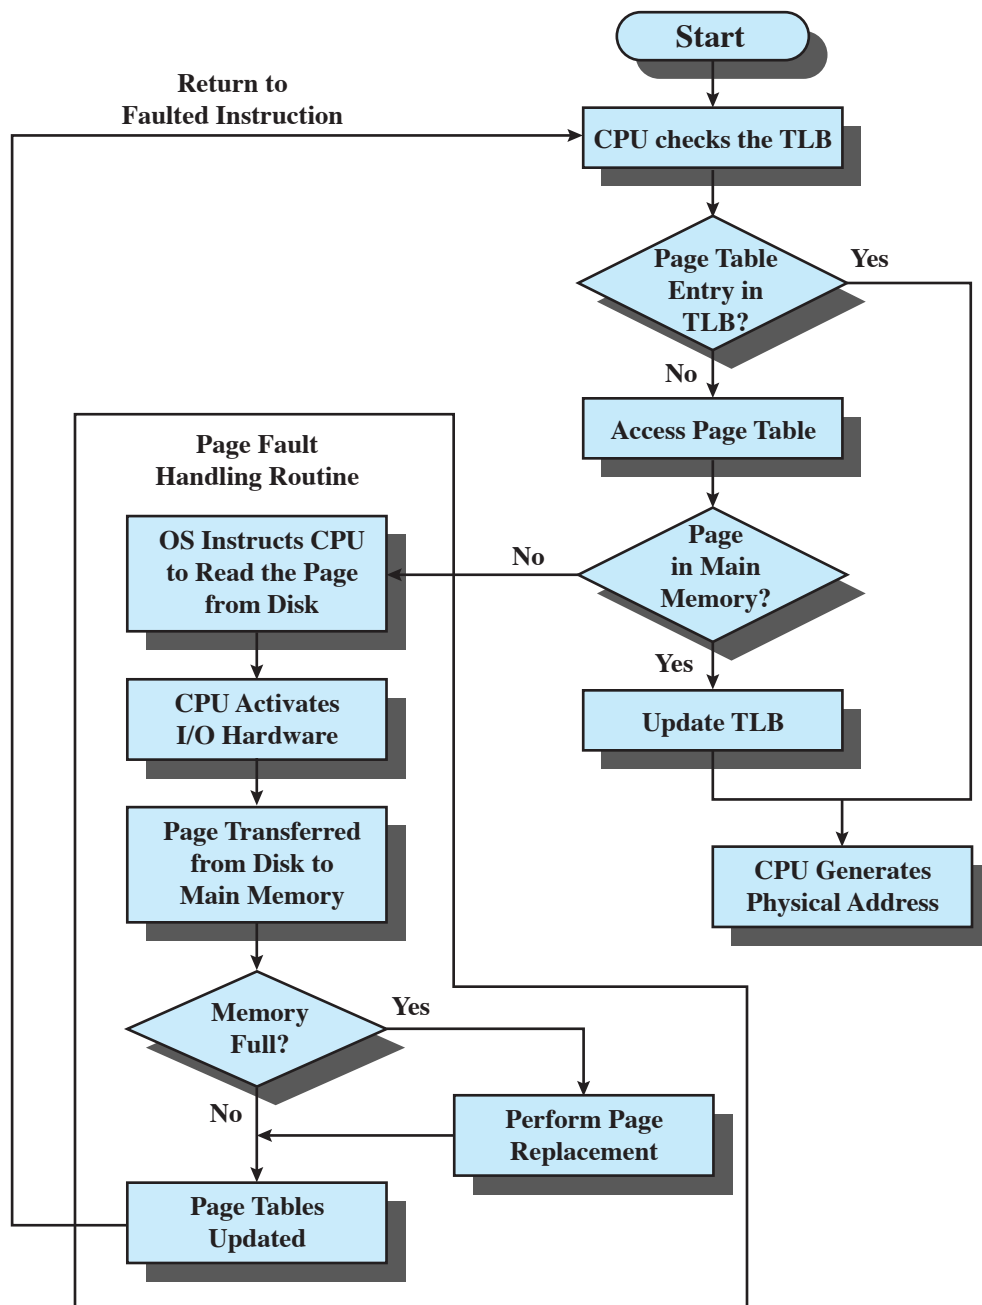 Start
Return to
Faulted Instruction
CPU checks the TLB
Page Table
Entry in
TLB?
Yes
No
Access Page Table
Page Fault
Handling Routine
OS Instructs CPU
to Read the Page
from Disk
No
Page
in Main
Memory?
Yes
CPU Activates
I/O Hardware
Update TLB
Page Transferred
from Disk to
Main Memory
CPU Generates
Physical Address
Memory
Full?
Yes
No
Perform Page
Replacement
Page Tables
Updated